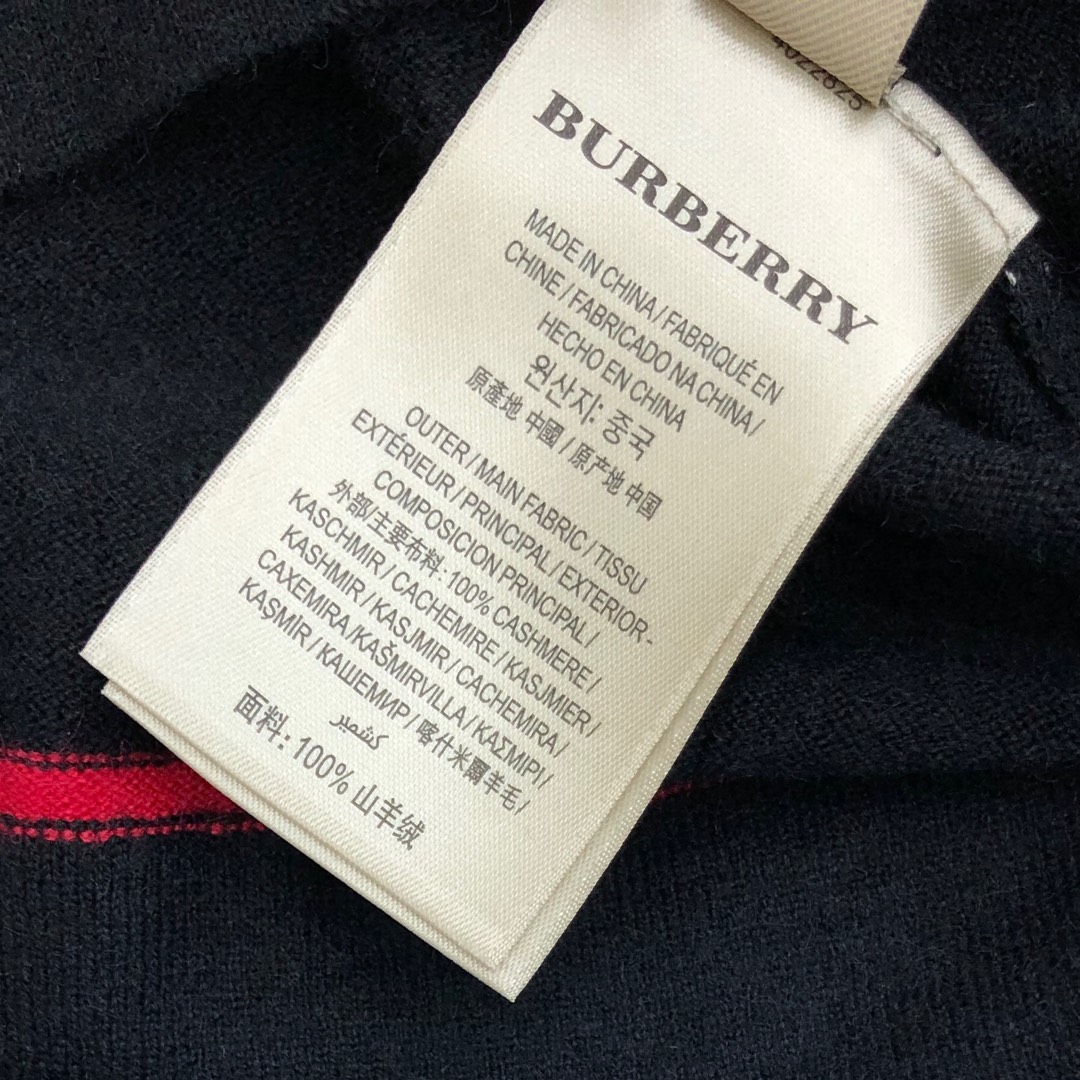 4022825
BURBERRY
MADE IN CHINA / FABRIQUÉ EN
CHINE / FABRICADO NA CHINA /
HECHO EN CHINA
원산지: 중국
原產地 中國 / 原产地 中国
OUTER / MAIN FABRIC / TISSU
EXTÉRIEUR / PRINCIPAL / EXTERIOR-
COMPOSICION PRINCIPAL /
外部/主要布料: 100% CASHMERE /
KASCHMIR / CACHEMIRE / KASJMIER /
KASHMIR / KASJMIR / CACHEMIRA /
CAXEMIRA/KAŠMIRVILLA / ΚΑΣΜΙΡΙ /
KAŞMİR / КАШЕМИР / 喀什米爾羊毛 /
كشمير
面料: 100% 山羊绒